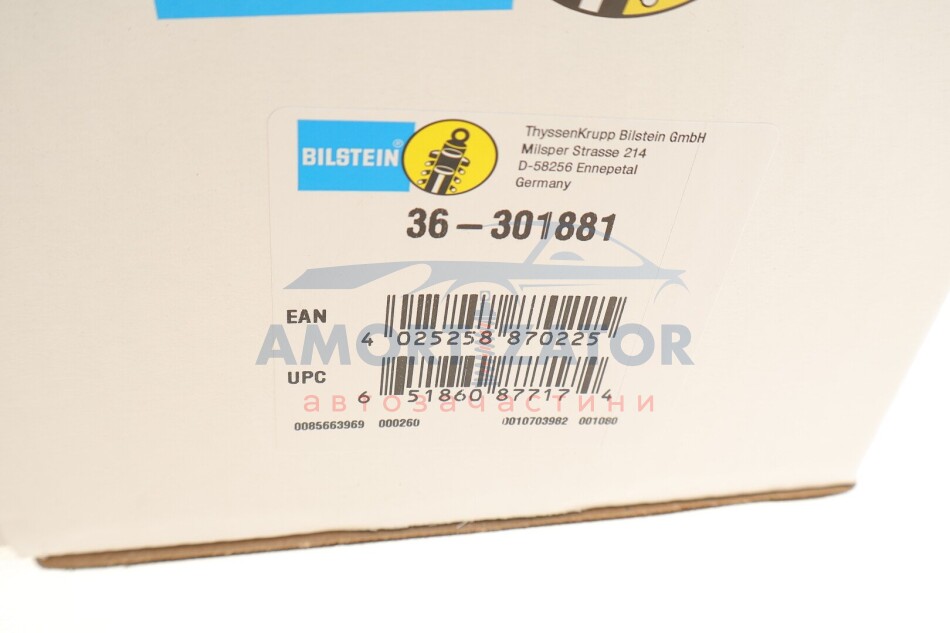 BILSTEIN®
ThyssenKrupp Bilstein GmbH
Milsper Strasse 214
D-58256 Ennepetal
Germany
36-301881
EAN
4 025258 870225
AMORTIZATOR
UPC
6 51860 87717 4
автозачастини
0085663969 000260 0010703982 001080